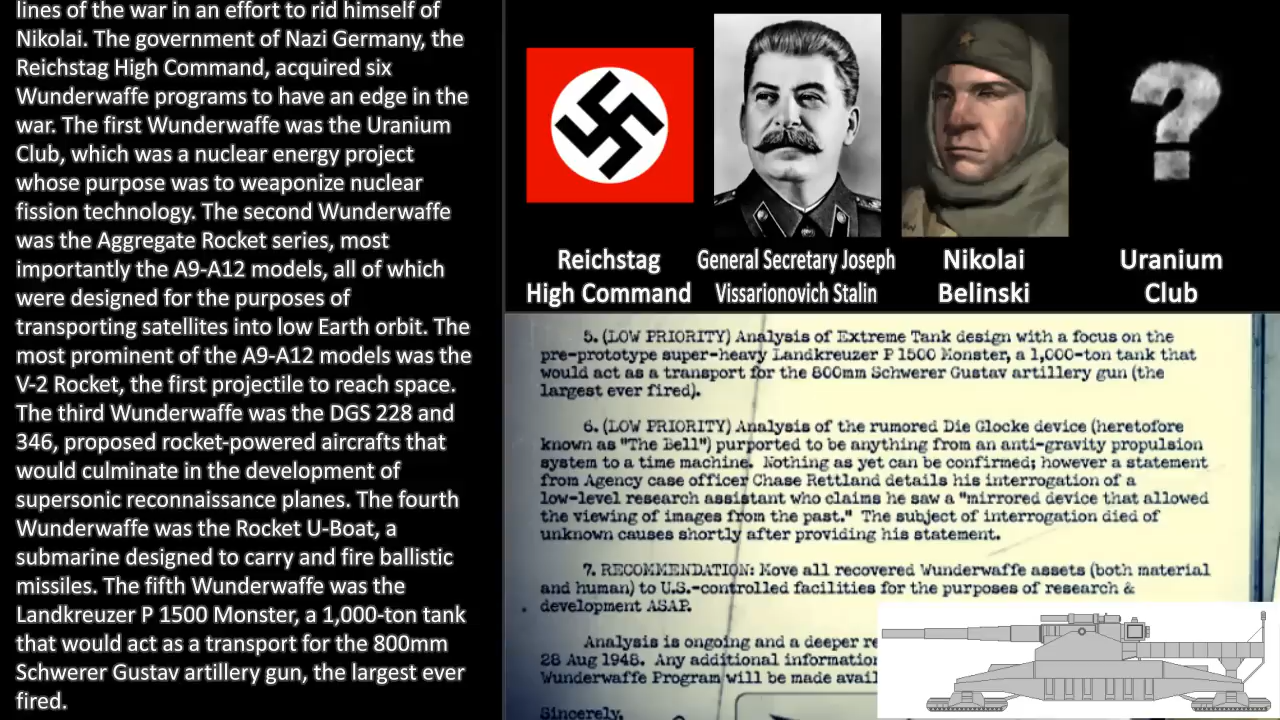 lines of the war in an effort to rid himself of
Nikolai. The government of Nazi Germany, the
Reichstag High Command, acquired six
Wunderwaffe programs to have an edge in the
war. The first Wunderwaffe was the Uranium
Club, which was a nuclear energy project
whose purpose was to weaponize nuclear
fission technology. The second Wunderwaffe
was the Aggregate Rocket series, most
importantly the A9-A12 models, all of which
were designed for the purposes of
transporting satellites into low Earth orbit. The
most prominent of the A9-A12 models was the
V-2 Rocket, the first projectile to reach space.
The third Wunderwaffe was the DGS 228 and
346, proposed rocket-powered aircrafts that
would culminate in the development of
supersonic reconnaissance planes. The fourth
Wunderwaffe was the Rocket U-Boat, a
submarine designed to carry and fire ballistic
missiles. The fifth Wunderwaffe was the
Landkreuzer P 1500 Monster, a 1,000-ton tank
that would act as a transport for the 800mm
Schwerer Gustav artillery gun, the largest ever
fired.
Reichstag
High Command
General Secretary Joseph
Vissarionovich Stalin
Nikolai
Belinski
?
Uranium
Club
5. (LOW PRIORITY) Analysis of Extreme Tank design with a focus on the
pre-prototype super-heavy Landkreuzer P 1500 Monster, a 1,000-ton tank that
would act as a transport for the 800mm Schwerer Gustav artillery gun (the
largest ever fired).
6. (LOW PRIORITY) Analysis of the rumored Die Glocke device (heretofore
known as "The Bell") purported to be anything from an anti-gravity propulsion
system to a time machine. Nothing as yet can be confirmed; however a statement
from Agency case officer Chase Rettland details his interrogation of a
low-level research assistant who claims he saw a "mirrored device that allowed
the viewing of images from the past." The subject of interrogation died of
unknown causes shortly after providing his statement.
7. RECOMMENDATION: Move all recovered Wunderwaffe assets (both material
and human) to U.S.-controlled facilities for the purposes of research &
development ASAP.
Analysis is ongoing and a deeper re
28 Aug 1948. Any additional information
Wunderwaffe Program will be made avail
Sincerely,